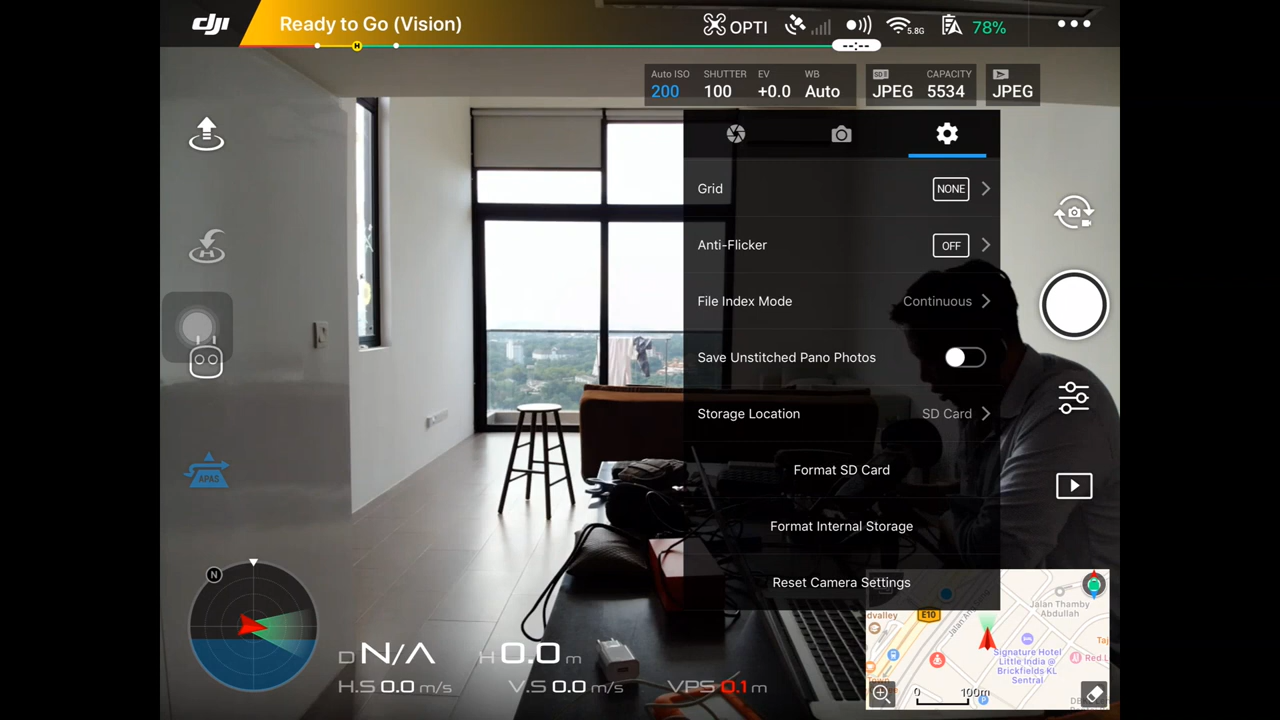 dji Ready to Go (Vision) OPTI 5.8G 78%
H --:--
Auto ISO SHUTTER EV WB CAPACITY
200 100 +0.0 Auto JPEG 5534 JPEG
Grid NONE
Anti-Flicker OFF
File Index Mode Continuous
Save Unstitched Pano Photos
Storage Location SD Card
Format SD Card
Format Internal Storage
Reset Camera Settings
APAS
N
D N/A H 0.0 m
H.S 0.0 m/s V.S 0.0 m/s VPS 0.1 m
dvalley E10
Jalan Thamby
Abdullah
Jalan
Signature Hotel
Little India @
Brickfields KL
Sentral
Red L
0 100m